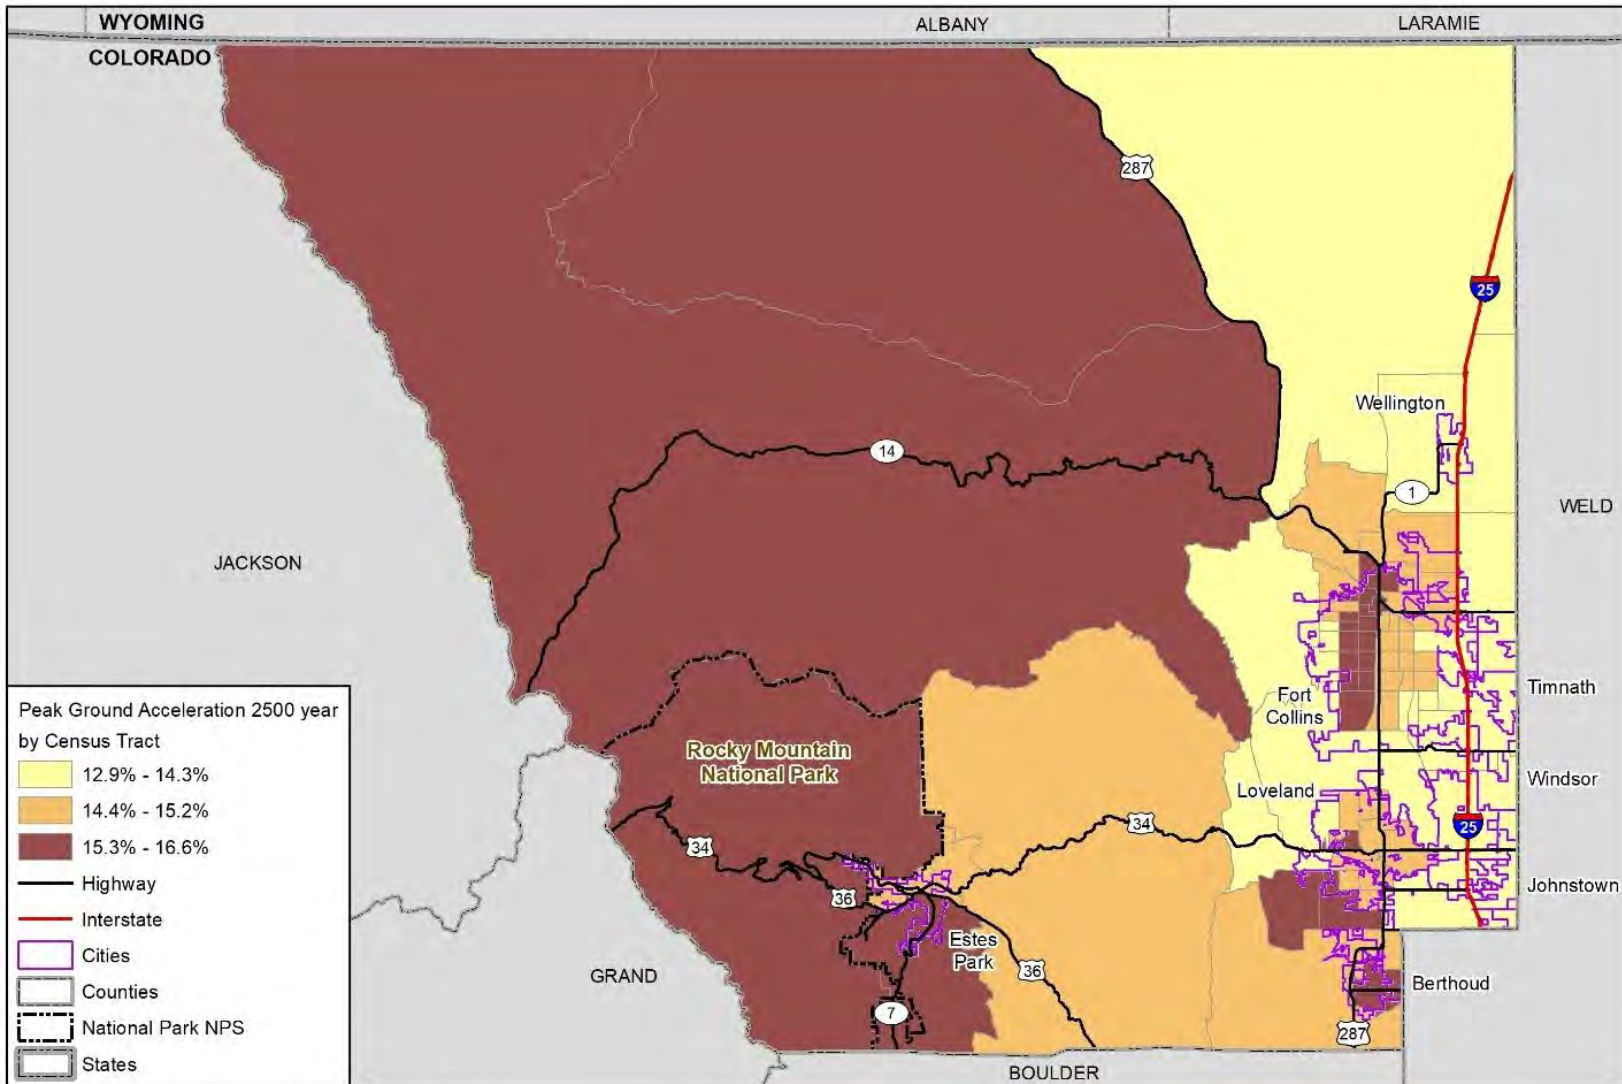 WYOMING
ALBANY
LARAMIE
COLORADO
287
25
Wellington
14
1
WELD
JACKSON
Timnath
Fort
Collins
Peak Ground Acceleration 2500 year
by Census Tract
12.9% - 14.3%
14.4% - 15.2%
15.3% - 16.6%
Highway
Interstate
Cities
Counties
National Park NPS
States
Rocky Mountain
National Park
Windsor
Loveland
34
25
34
Johnstown
36
Estes
Park
36
GRAND
Berthoud
7
287
BOULDER